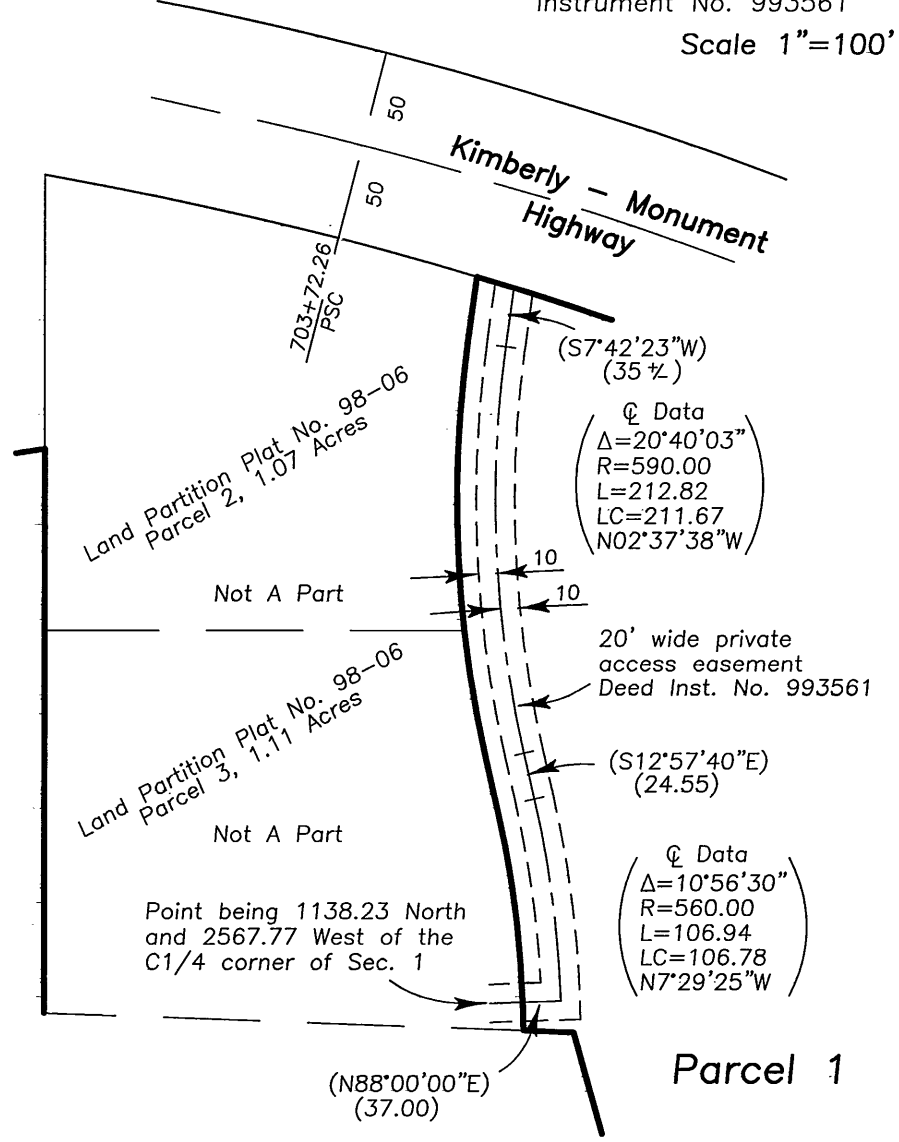 Instrument No. 993561
Scale 1"=100'
50
50
Kimberly – Monument
Highway
703+72.26
PSC
(S7°42'23"W)
(35 +/-)
Land Partition Plat No. 98-06
Parcel 2, 1.07 Acres
℄ Data
Δ=20°40'03"
R=590.00
L=212.82
LC=211.67
N02°37'38"W
10
Not A Part
10
20' wide private
access easement
Deed Inst. No. 993561
Land Partition Plat No. 98-06
Parcel 3, 1.11 Acres
(S12°57'40"E)
(24.55)
Not A Part
℄ Data
Δ=10°56'30"
R=560.00
L=106.94
LC=106.78
N7°29'25"W
Point being 1138.23 North
and 2567.77 West of the
C1/4 corner of Sec. 1
Parcel 1
(N88°00'00"E)
(37.00)